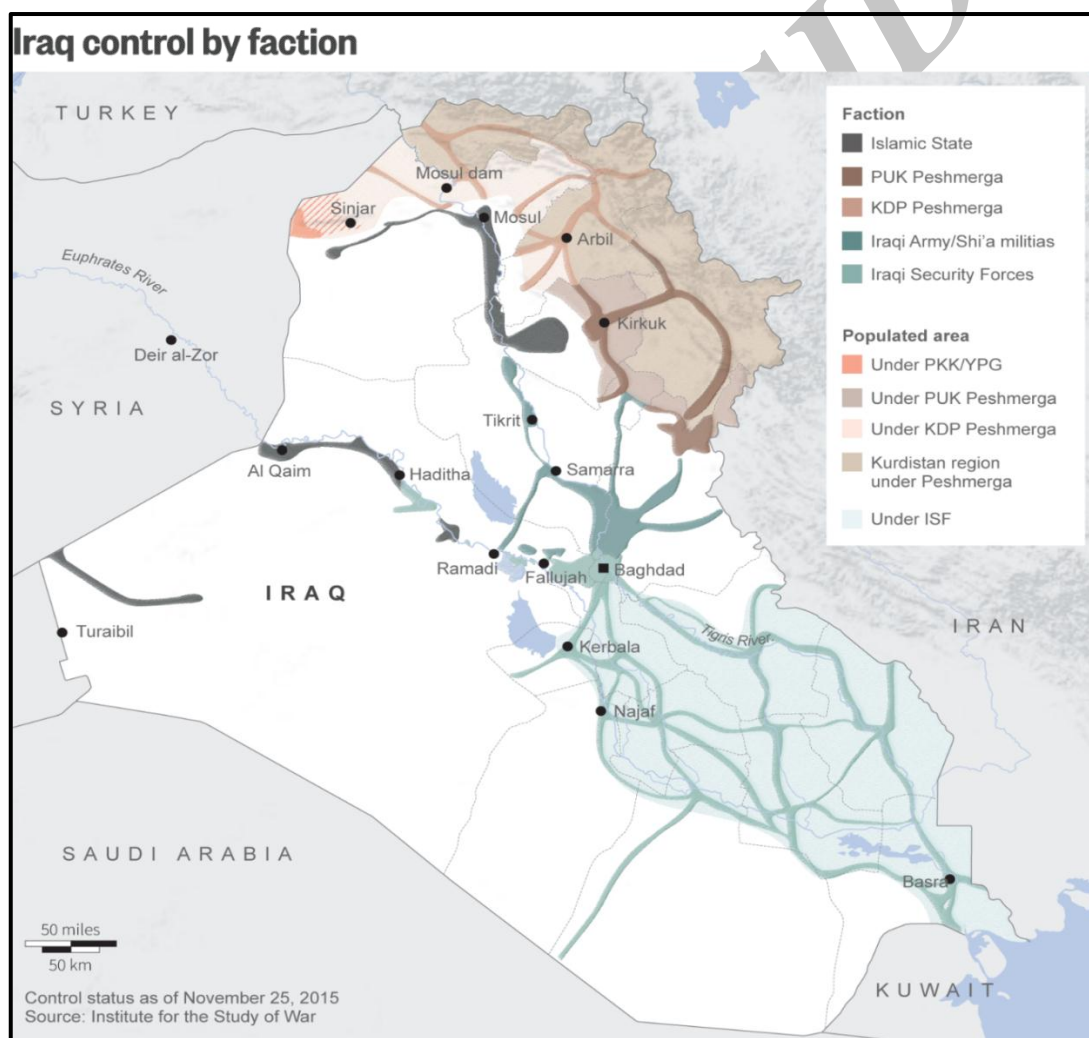 Iraq control by faction
TURKEY
Faction
Islamic State
PUK Peshmerga
KDP Peshmerga
Iraqi Army/Shi'a militias
Iraqi Security Forces
Populated area
Under PKK/YPG
Under PUK Peshmerga
Under KDP Peshmerga
Kurdistan region
under Peshmerga
Under ISF
Mosul dam
Sinjar
Mosul
Arbil
Euphrates River
Kirkuk
Deir al-Zor
SYRIA
Tikrit
Al Qaim
Haditha
Samarra
Ramadi
Fallujah
Baghdad
IRAQ
Turaibil
Tigris River
IRAN
Kerbala
Najaf
SAUDI ARABIA
Basra
KUWAIT
50 miles
50 km
Control status as of November 25, 2015
Source: Institute for the Study of War